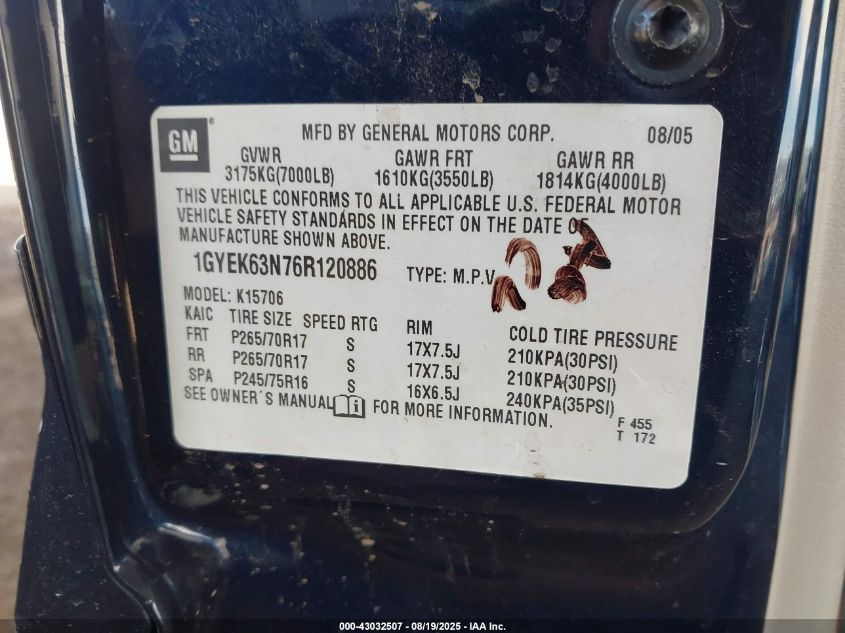 GM ®
MFD BY GENERAL MOTORS CORP. 08/05
GVWR GAWR FRT GAWR RR
3175KG(7000LB) 1610KG(3550LB) 1814KG(4000LB)
THIS VEHICLE CONFORMS TO ALL APPLICABLE U.S. FEDERAL MOTOR
VEHICLE SAFETY STANDARDS IN EFFECT ON THE DATE OF
MANUFACTURE SHOWN ABOVE.
1GYEK63N76R120886 TYPE: M.P.V
MODEL: K15706
KAIC TIRE SIZE SPEED RTG RIM COLD TIRE PRESSURE
FRT P265/70R17 S 17X7.5J 210KPA(30PSI)
RR P265/70R17 S 17X7.5J 210KPA(30PSI)
SPA P245/75R16 S 16X6.5J 240KPA(35PSI)
SEE OWNER'S MANUAL i FOR MORE INFORMATION.
F 455
T 172
000-43032507 - 08/19/2025 - IAA Inc.